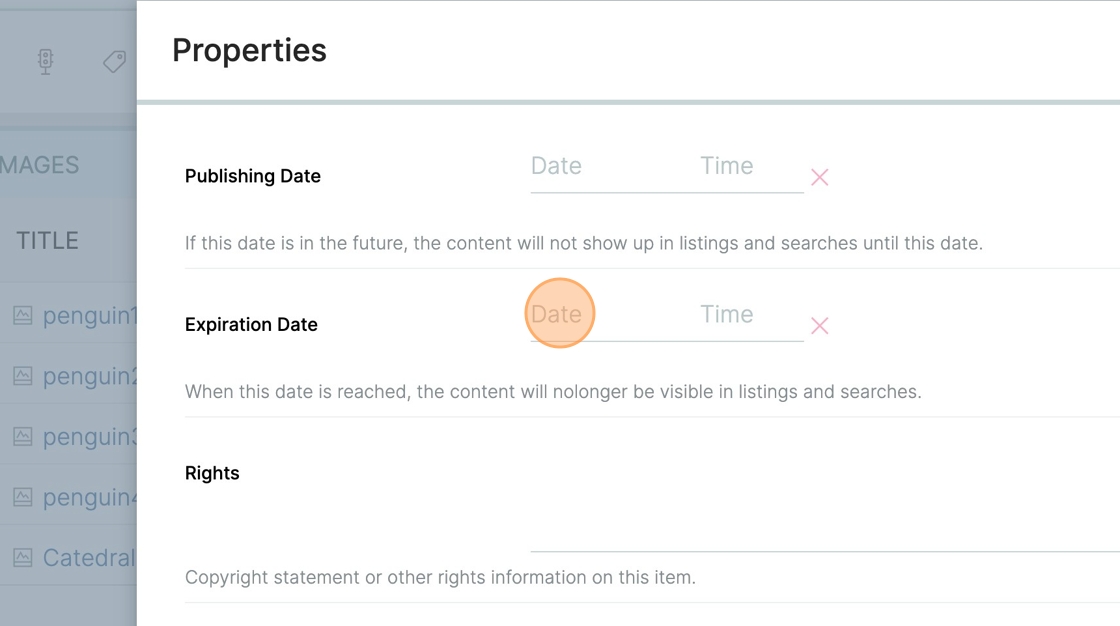 Properties
MAGES
TITLE
penguin1
penguin2
penguin3
penguin4
Catedral
Publishing Date
Date Time
If this date is in the future, the content will not show up in listings and searches until this date.
Expiration Date
Date Time
When this date is reached, the content will nolonger be visible in listings and searches.
Rights
Copyright statement or other rights information on this item.